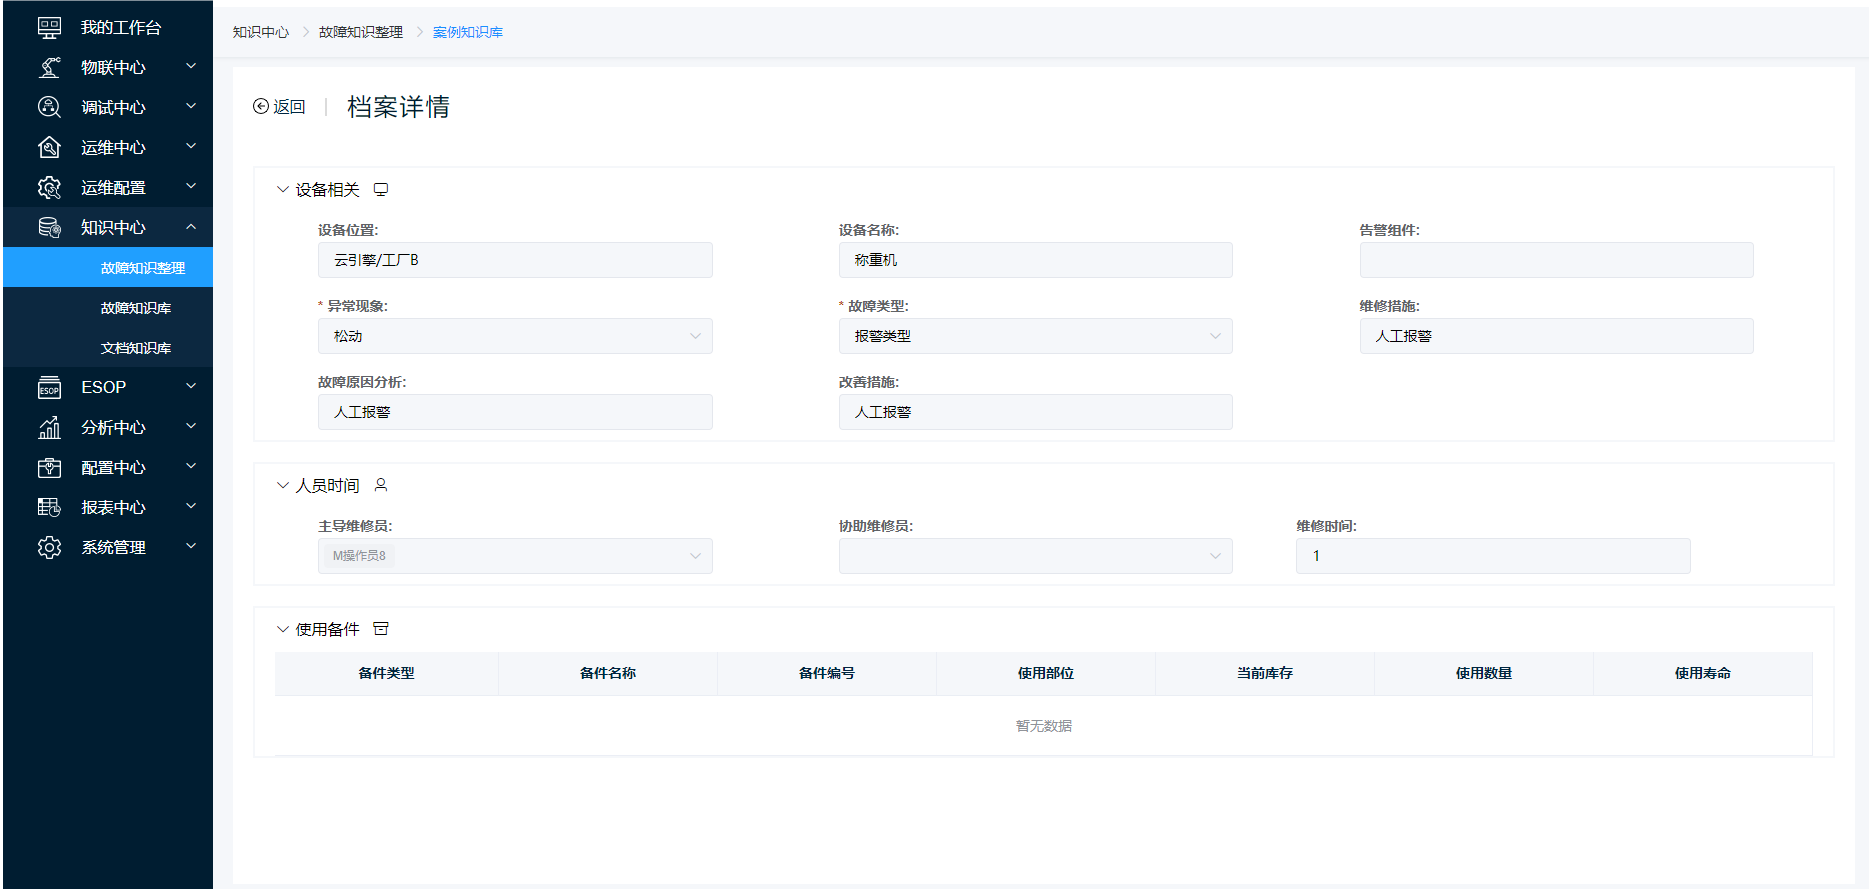 我的工作台
物联中心
调试中心
运维中心
运维配置
知识中心
故障知识整理
故障知识库
文档知识库
ESOP
分析中心
配置中心
报表中心
系统管理
知识中心 > 故障知识整理 > 案例知识库
返回 | 档案详情
设备相关
设备位置: 设备名称: 告警组件:
云引擎/工厂B 称重机
* 异常现象: * 故障类型: 维修措施:
松动 报警类型 人工报警
故障原因分析: 改善措施:
人工报警 人工报警
人员时间
主导维修员: 协助维修员: 维修时间:
M操作员8 1
使用备件
备件类型 备件名称 备件编号 使用部位 当前库存 使用数量 使用寿命
暂无数据